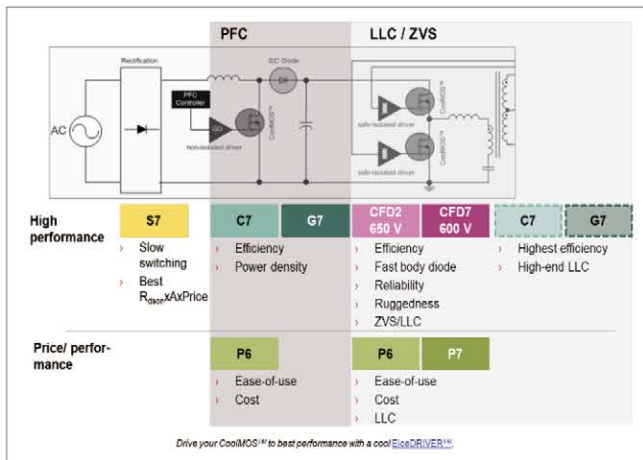 PFC
LLC / ZVS
Rectification
SiC Diode
PFC
Controller
AC
GD
Non-isolated driver
CoolMOS™
safe-isolated driver
CoolMOS™
safe-isolated driver
CoolMOS™
High
performance
S7
C7
G7
CFD2
650 V
CFD7
600 V
C7
G7
› Slow
switching
› Best
RdsonxAxPrice
› Efficiency
› Power density
› Efficiency
› Fast body diode
› Reliability
› Ruggedness
› ZVS/LLC
› Highest efficiency
› High-end LLC
Price/ perfor-
mance
P6
P6
P7
› Ease-of-use
› Cost
› Ease-of-use
› Cost
› LLC
Drive your CoolMOS™ to best performance with a cool EiceDRIVER™.